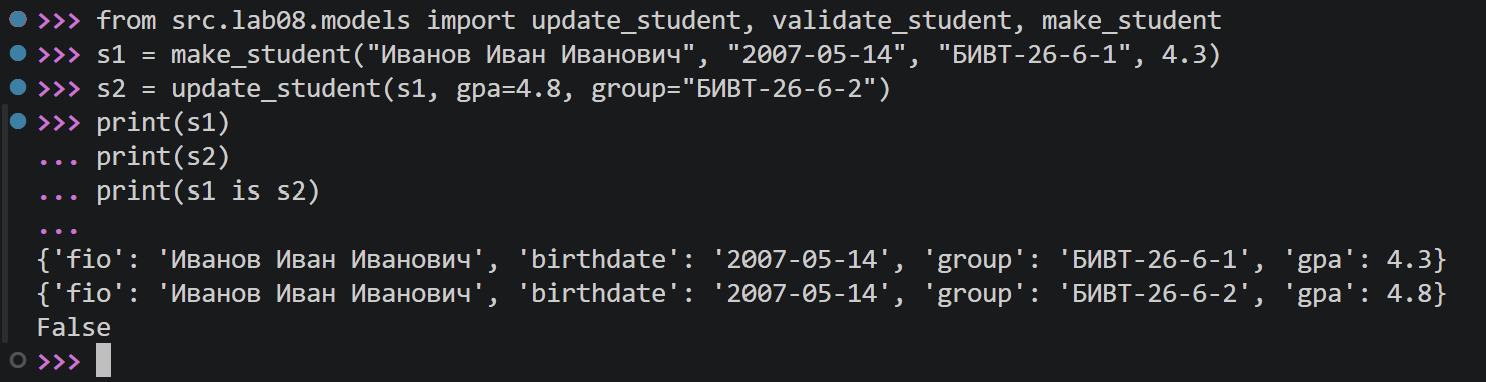 >>> from src.lab08.models import update_student, validate_student, make_student
>>> s1 = make_student("Иванов Иван Иванович", "2007-05-14", "БИВТ-26-6-1", 4.3)
>>> s2 = update_student(s1, gpa=4.8, group="БИВТ-26-6-2")
>>> print(s1)
... print(s2)
... print(s1 is s2)
...
{'fio': 'Иванов Иван Иванович', 'birthdate': '2007-05-14', 'group': 'БИВТ-26-6-1', 'gpa': 4.3}
{'fio': 'Иванов Иван Иванович', 'birthdate': '2007-05-14', 'group': 'БИВТ-26-6-2', 'gpa': 4.8}
False
>>>